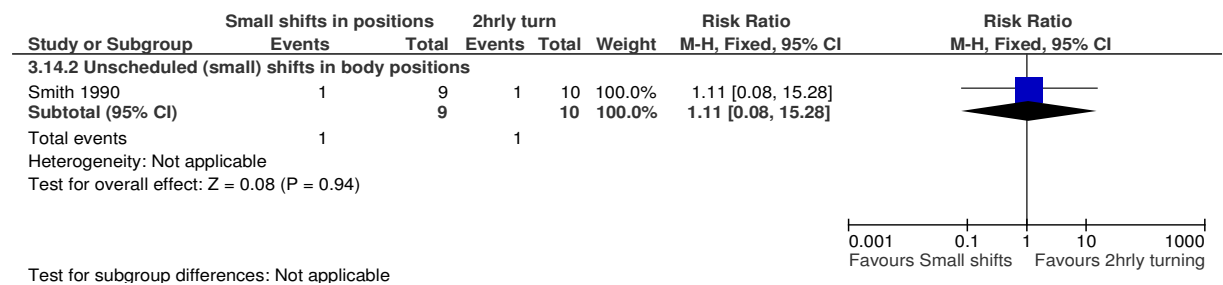 Small shifts in positions 2hrly turn Risk Ratio Risk Ratio
Study or Subgroup Events Total Events Total Weight M-H, Fixed, 95% CI M-H, Fixed, 95% CI
3.14.2 Unscheduled (small) shifts in body positions
Smith 1990 1 9 1 10 100.0% 1.11 [0.08, 15.28]
Subtotal (95% CI) 9 10 100.0% 1.11 [0.08, 15.28]
Total events 1 1
Heterogeneity: Not applicable
Test for overall effect: Z = 0.08 (P = 0.94)
0.001 0.1 1 10 1000
Favours Small shifts Favours 2hrly turning
Test for subgroup differences: Not applicable